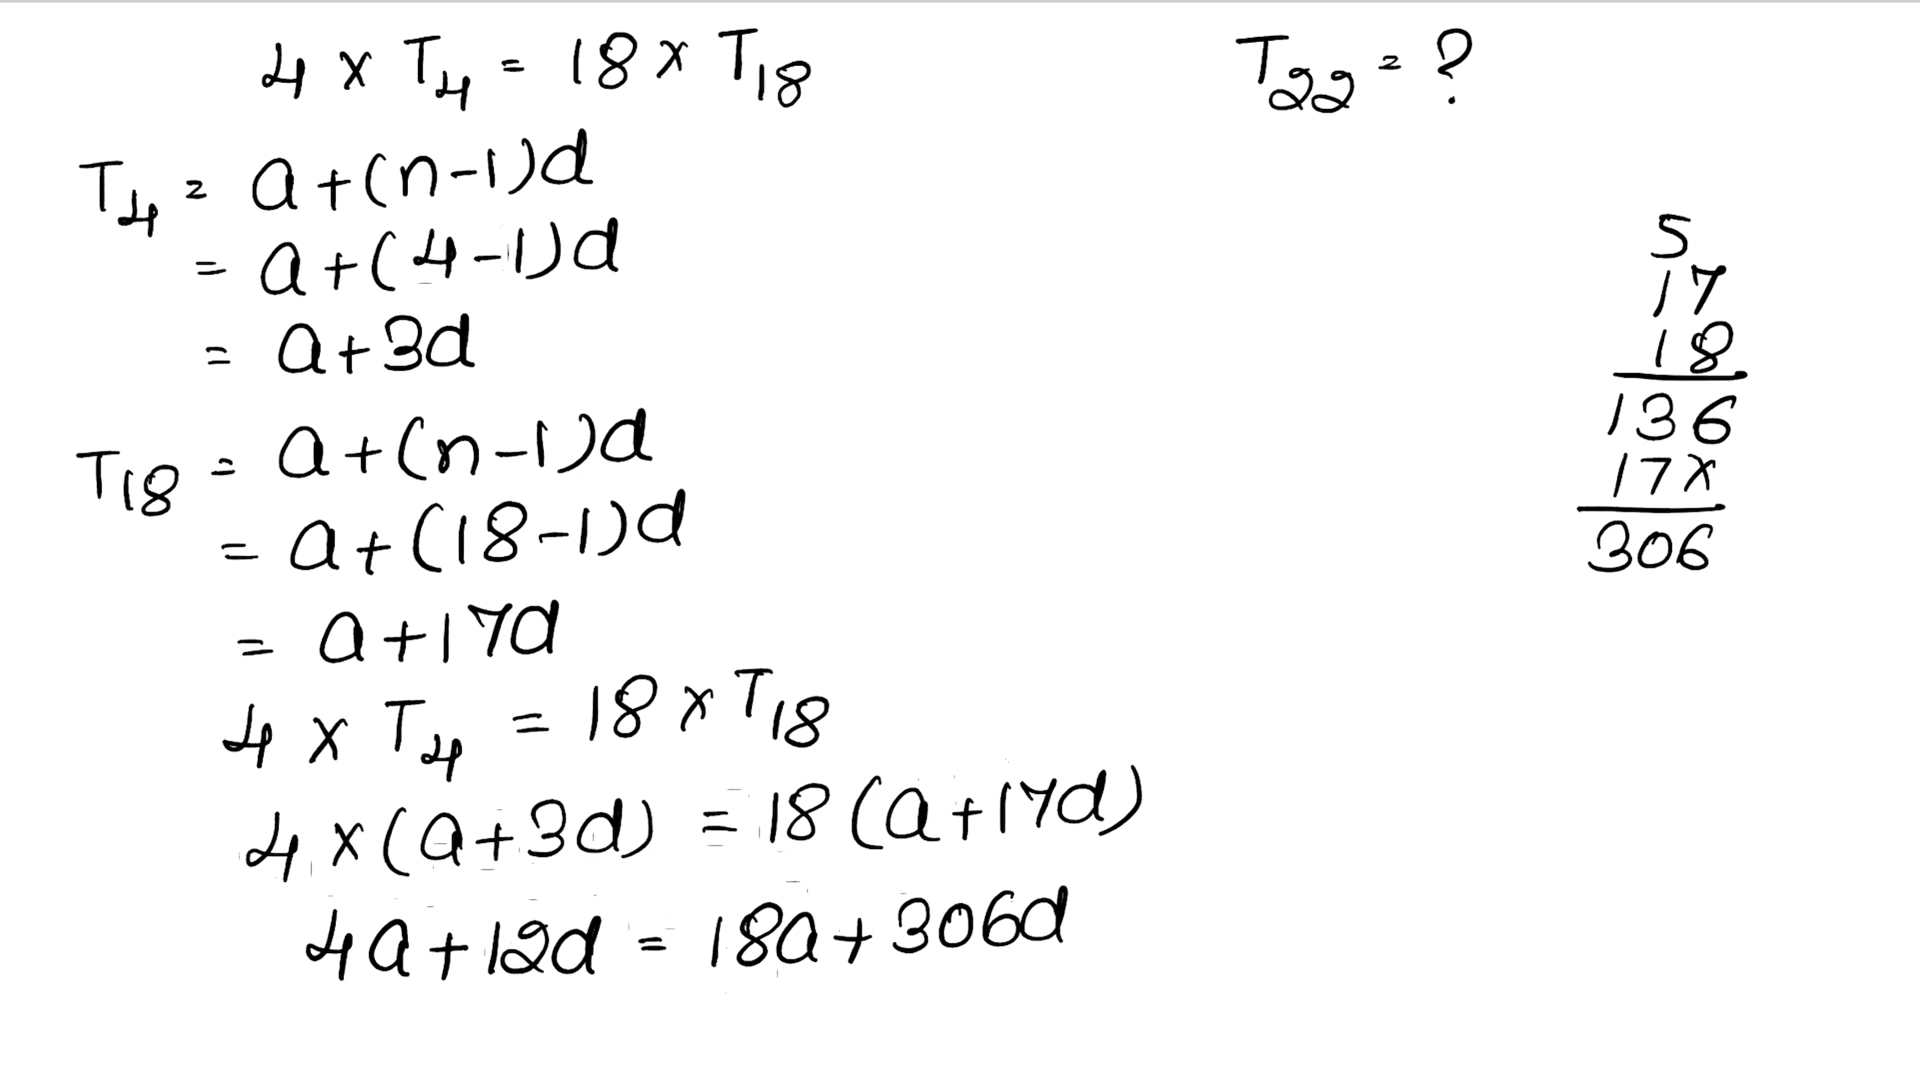 4 × T4 = 18 × T18
T22 = ?
T4 = a+(n-1)d
= a+(4-1)d
= a+3d
T18 = a+(n-1)d
= a+(18-1)d
= a+17d
4 × T4 = 18 × T18
4 ×(a+3d) = 18 (a+17d)
4a+12d = 18a+306d
5
17
18
136
17×
306